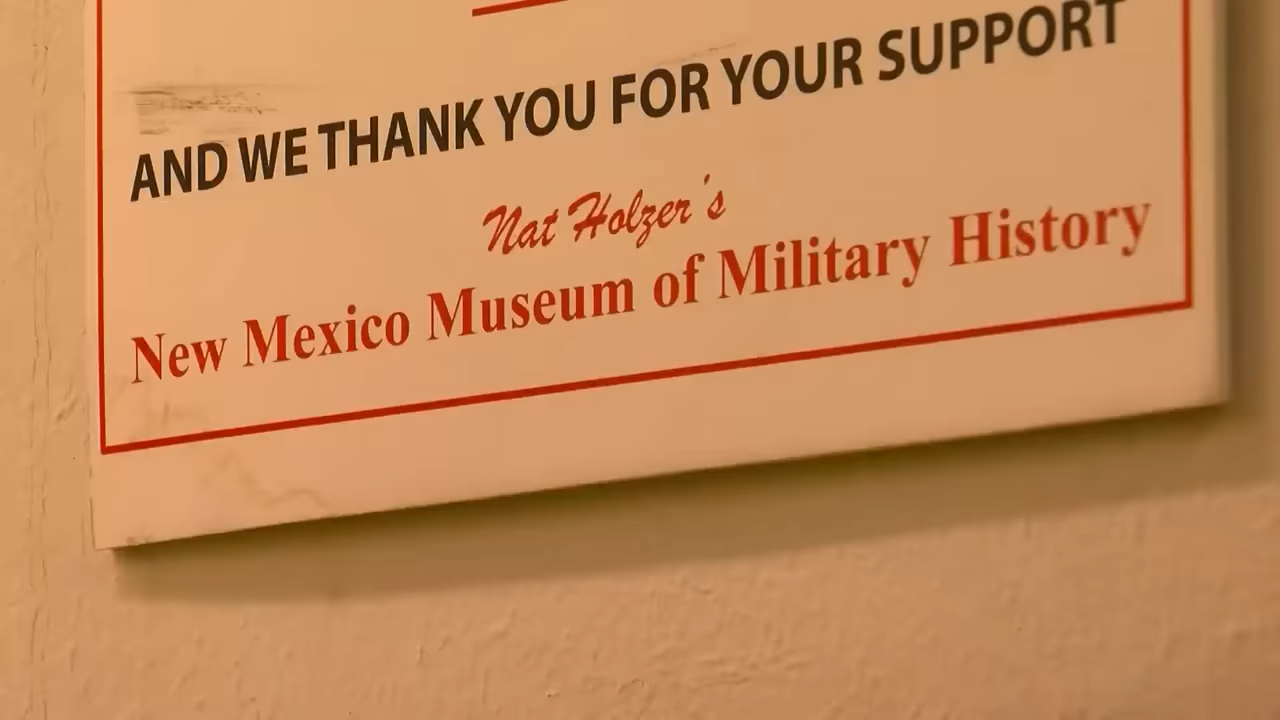 AND WE THANK YOU FOR YOUR SUPPORT
Nat Holzer's
New Mexico Museum of Military History